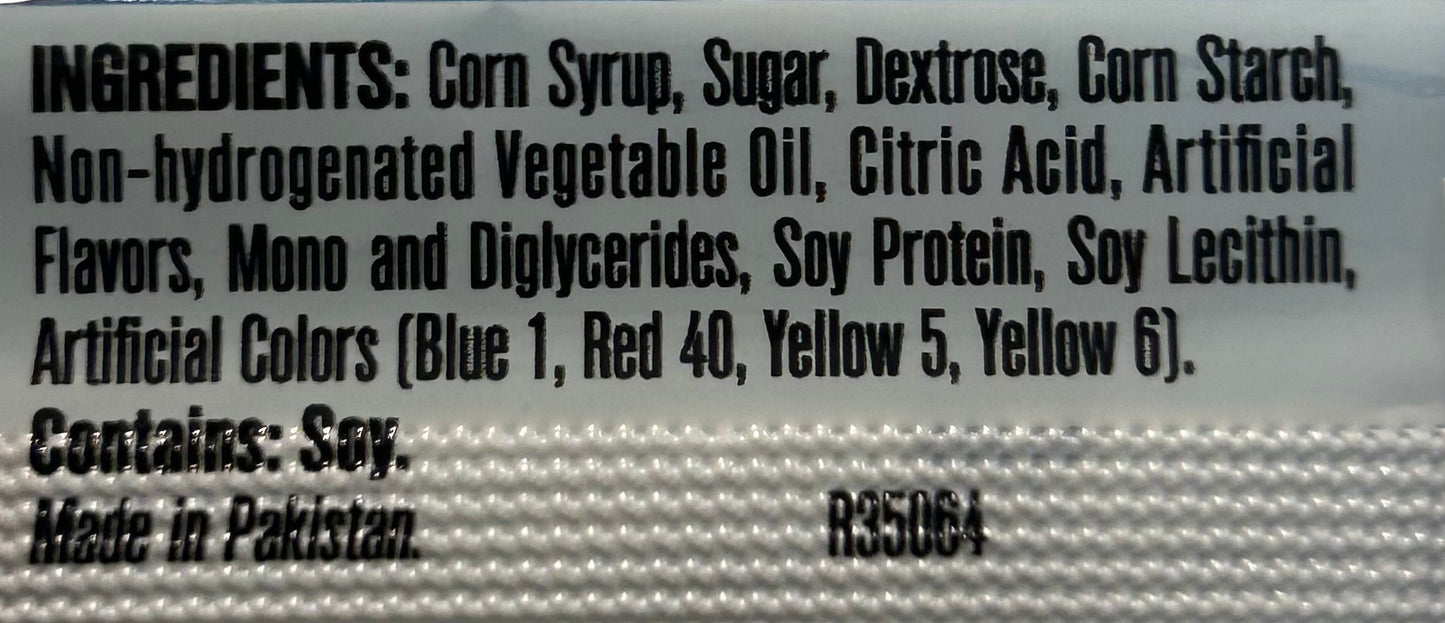 INGREDIENTS: Corn Syrup, Sugar, Dextrose, Corn Starch,
Non-hydrogenated Vegetable Oil, Citric Acid, Artificial
Flavors, Mono and Diglycerides, Soy Protein, Soy Lecithin,
Artificial Colors (Blue 1, Red 40, Yellow 5, Yellow 6).
Contains: Soy.
Made in Pakistan. R35064